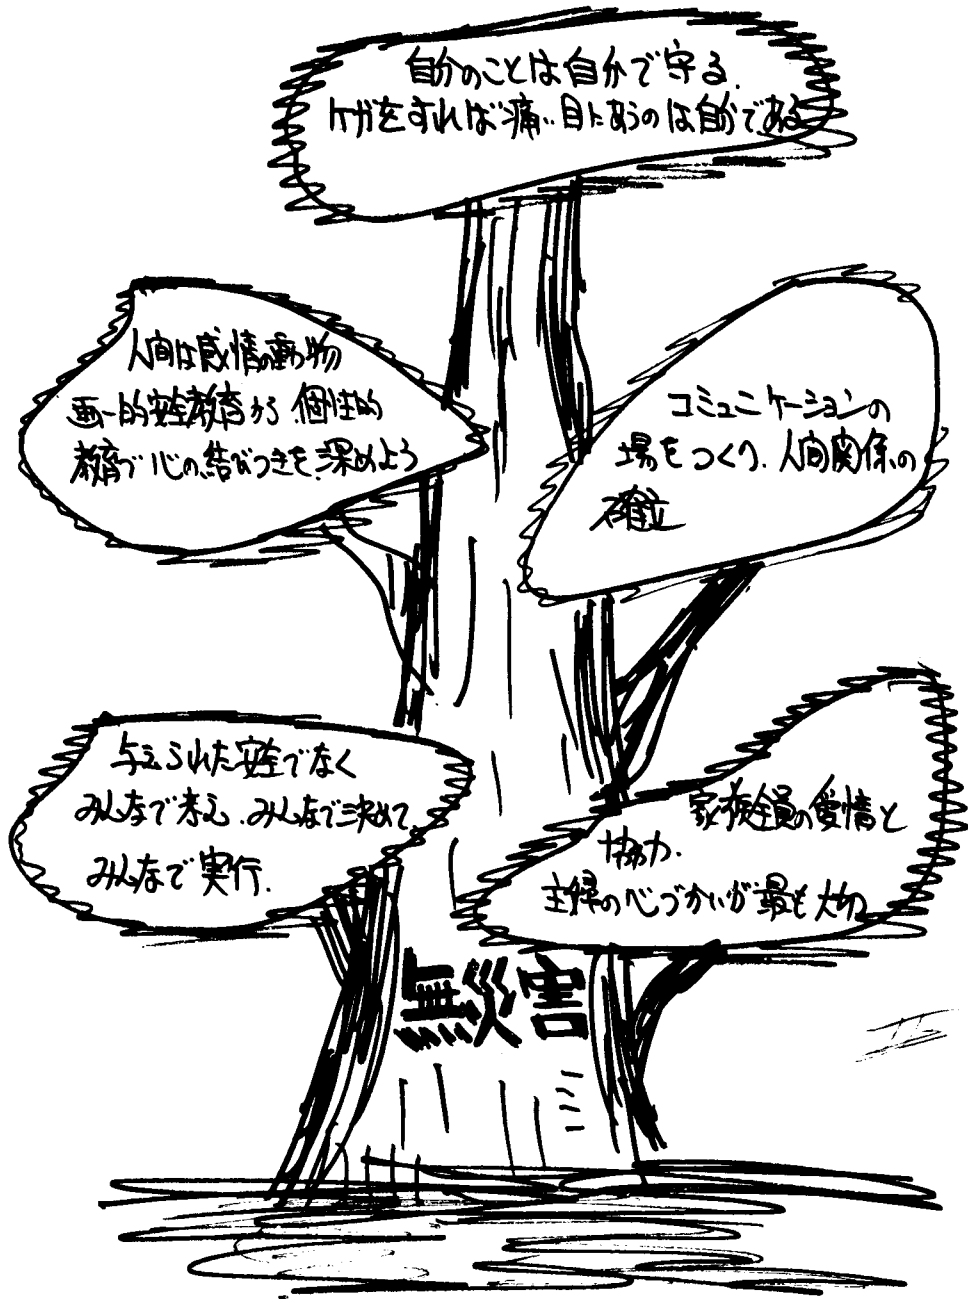 自分のことは自分で守る.
ケガをすれば痛い目にあうのは自分である
人間は感情の動物
画一的安全教育から個性的
教育で心の結びつきを深めよう
コミュニケーションの
場をつくり.人間関係の
確立
与えられた安全でなく
みんなで考え.みんなで決めて
みんなで実行.
家族全員の愛情と
協力.
主婦の心づかいが最も大切
無災害